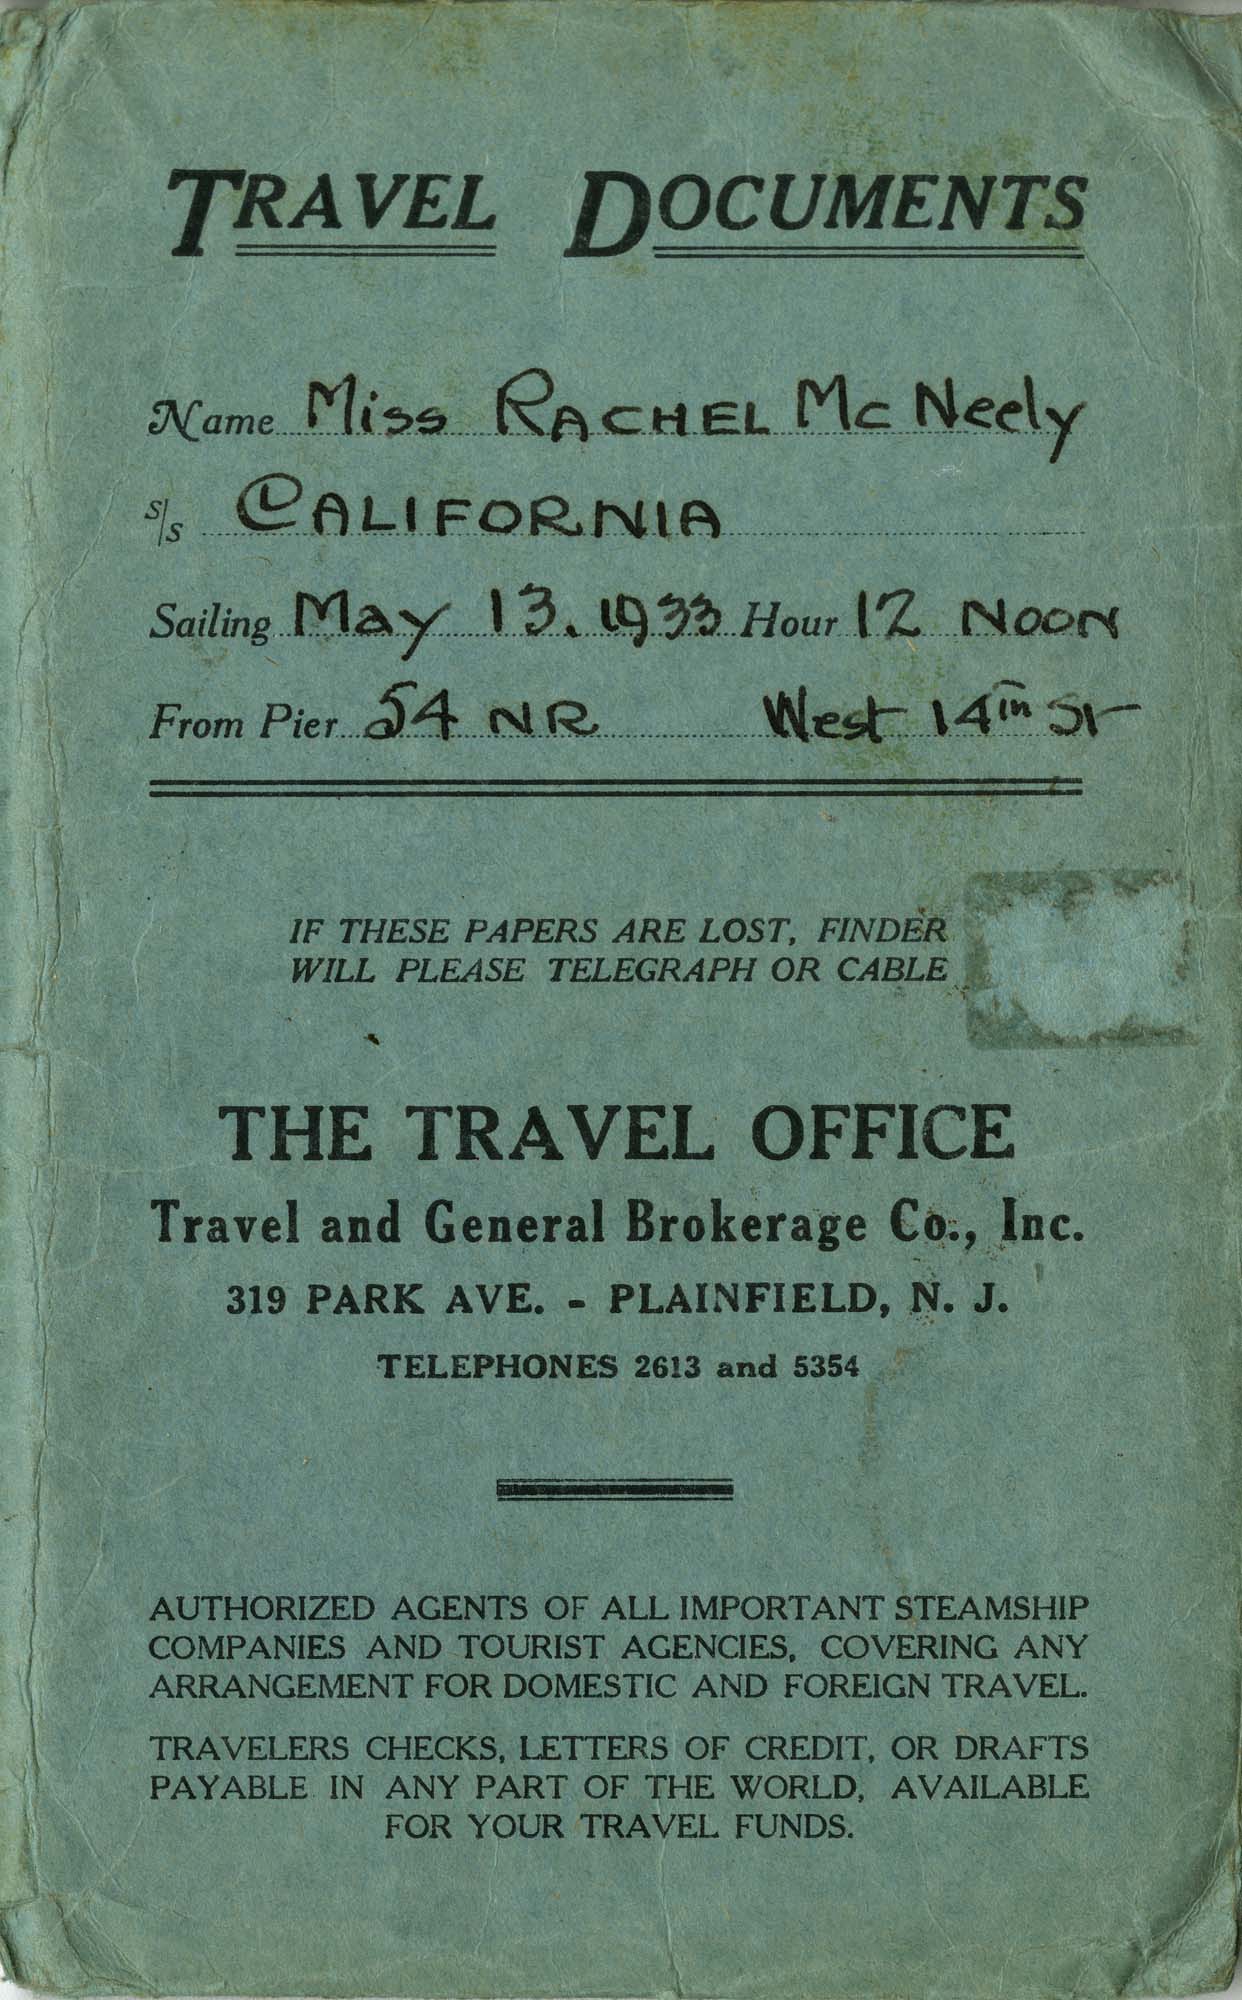 TRAVEL DOCUMENTS
Name Miss RACHEL Mc Neely
s/s CALIFORNIA
Sailing May 13. 1933 Hour 12 NOON
From Pier 54 NR West 14th St
IF THESE PAPERS ARE LOST, FINDER
WILL PLEASE TELEGRAPH OR CABLE
THE TRAVEL OFFICE
Travel and General Brokerage Co., Inc.
319 PARK AVE. - PLAINFIELD, N. J.
TELEPHONES 2613 and 5354
AUTHORIZED AGENTS OF ALL IMPORTANT STEAMSHIP
COMPANIES AND TOURIST AGENCIES, COVERING ANY
ARRANGEMENT FOR DOMESTIC AND FOREIGN TRAVEL.
TRAVELERS CHECKS, LETTERS OF CREDIT, OR DRAFTS
PAYABLE IN ANY PART OF THE WORLD, AVAILABLE
FOR YOUR TRAVEL FUNDS.